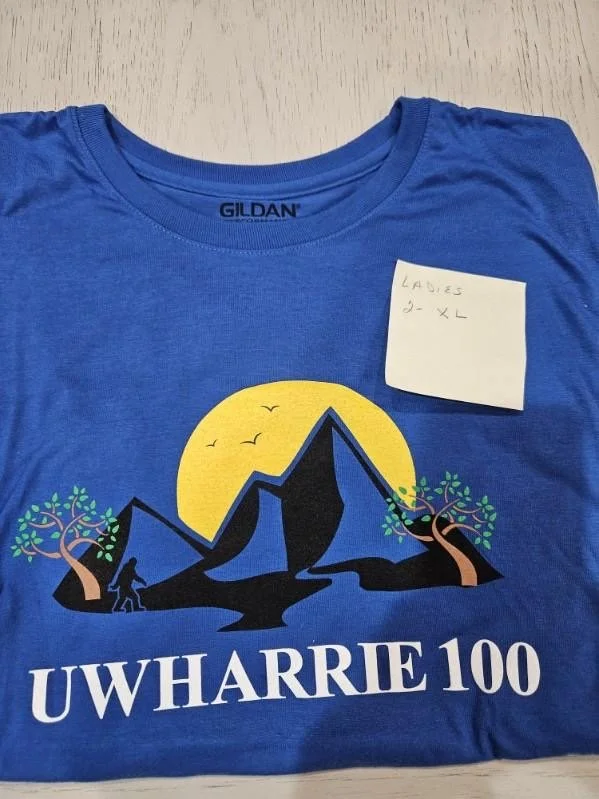 GILDAN®
LADIES
2- XL
UWHARRIE 100